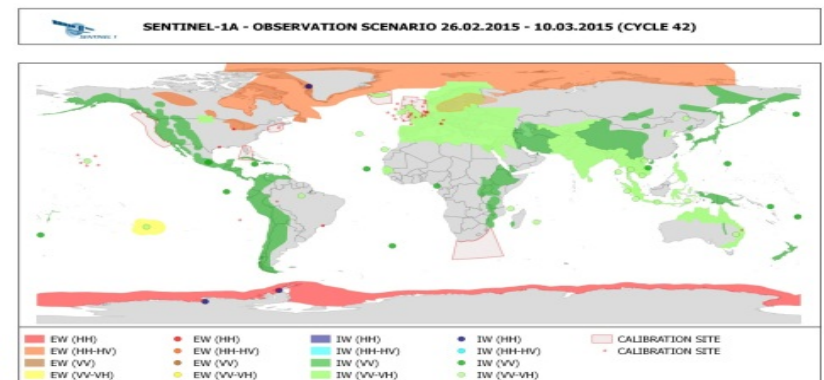 SENTINEL-1
SENTINEL-1A - OBSERVATION SCENARIO 26.02.2015 - 10.03.2015 (CYCLE 42)
EW (HH) EW (HH) IW (HH) IW (HH) CALIBRATION SITE
EW (HH-HV) EW (HH-HV) IW (HH-HV) IW (HH-HV) CALIBRATION SITE
EW (VV) EW (VV) IW (VV) IW (VV)
EW (VV-VH) EW (VV-VH) IW (VV-VH) IW (VV-VH)